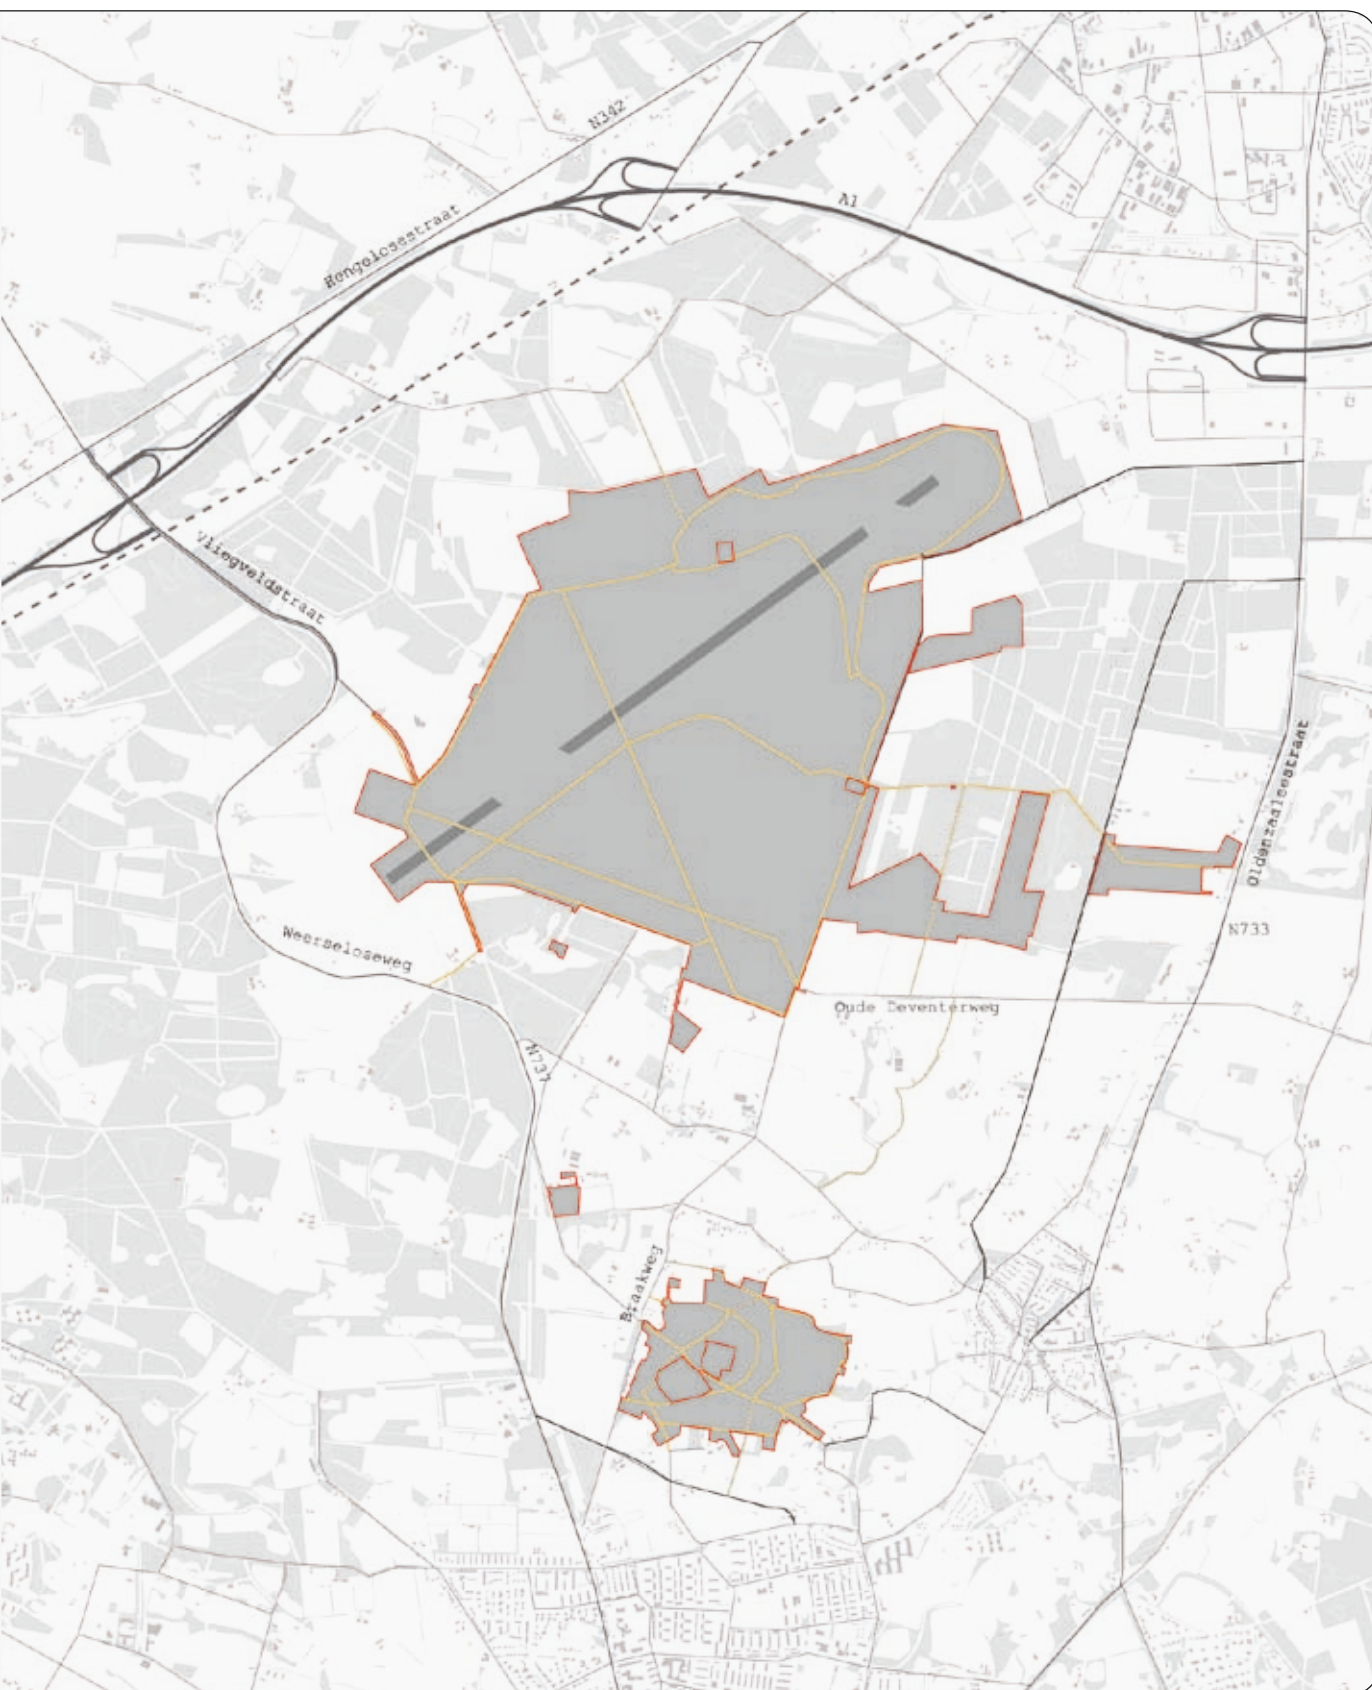 N342
A1
Hengelosestraat
Vliegveldstraat
Oldenzaalsestraat
N733
Weerseloseweg
Oude Deventerweg
N737
Braakweg